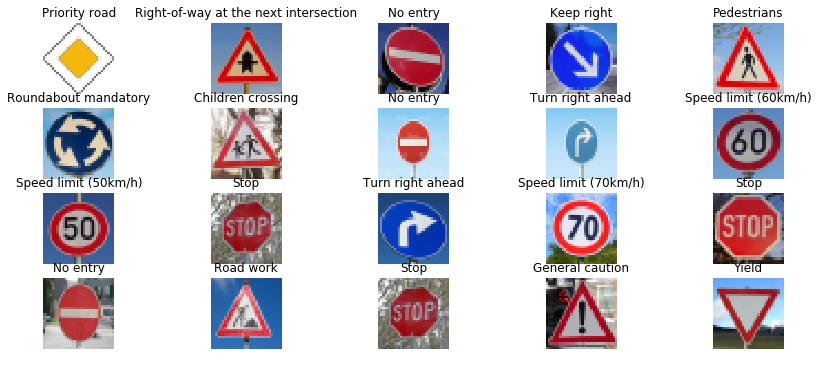 Priority road
Right-of-way at the next intersection
No entry
Keep right
Pedestrians
Roundabout mandatory
Children crossing
No entry
Turn right ahead
Speed limit (60km/h)
60
Speed limit (50km/h)
Stop
Turn right ahead
Speed limit (70km/h)
Stop
50
STOP
70
STOP
No entry
Road work
Stop
General caution
Yield
STOP